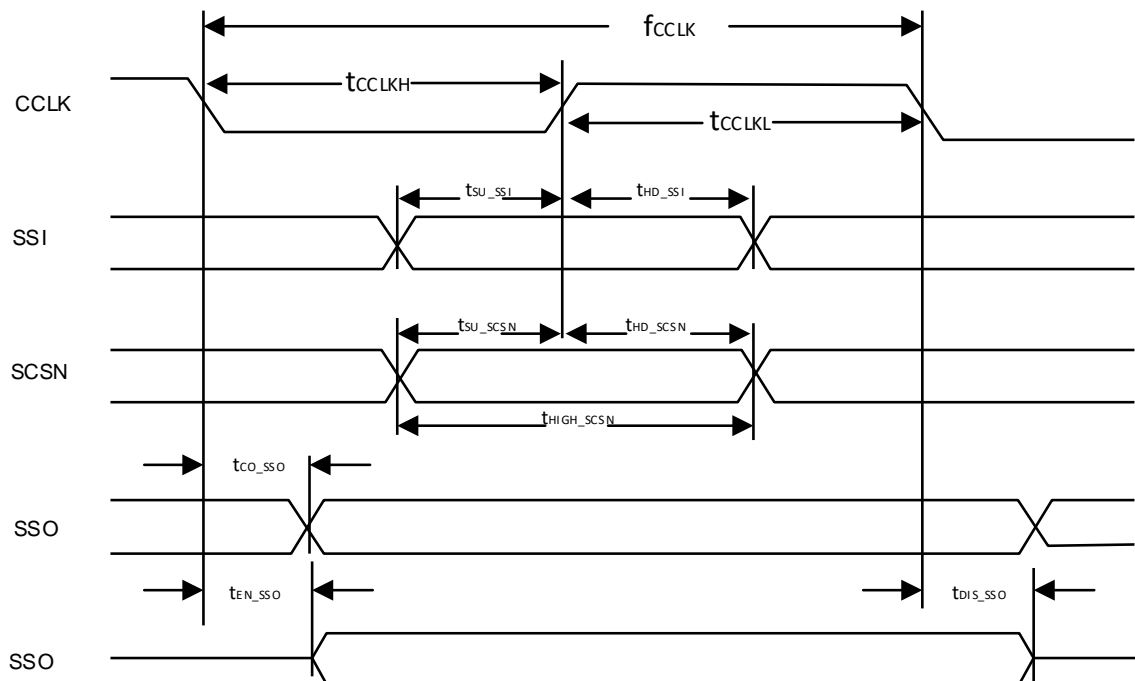 fCCLK
tCCLKH
CCLK
tCCLKL
tSU_SSI tHD_SSI
SSI
tSU_SCSN tHD_SCSN
SCSN
tHIGH_SCSN
tCO_SSO
SSO
tEN_SSO tDIS_SSO
SSO